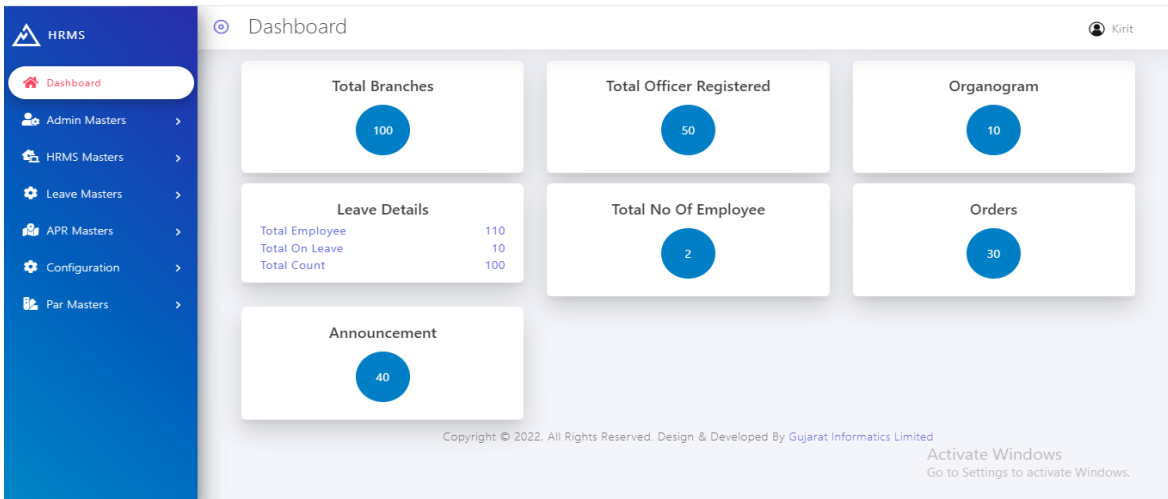 HRMS
Dashboard
Kirit
Dashboard
Admin Masters
HRMS Masters
Leave Masters
APR Masters
Configuration
Par Masters
Total Branches
100
Total Officer Registered
50
Organogram
10
Leave Details
Total Employee 110
Total On Leave 10
Total Count 100
Total No Of Employee
2
Orders
30
Announcement
40
Copyright © 2022. All Rights Reserved. Design & Developed By Gujarat Informatics Limited
Activate Windows
Go to Settings to activate Windows.